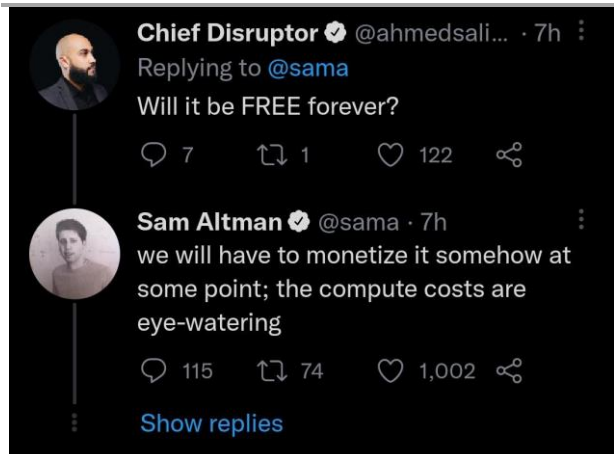 Chief Disruptor @ahmedsali... · 7h
Replying to @sama
Will it be FREE forever?
7 1 122
Sam Altman @sama · 7h
we will have to monetize it somehow at
some point; the compute costs are
eye-watering
115 74 1,002
Show replies